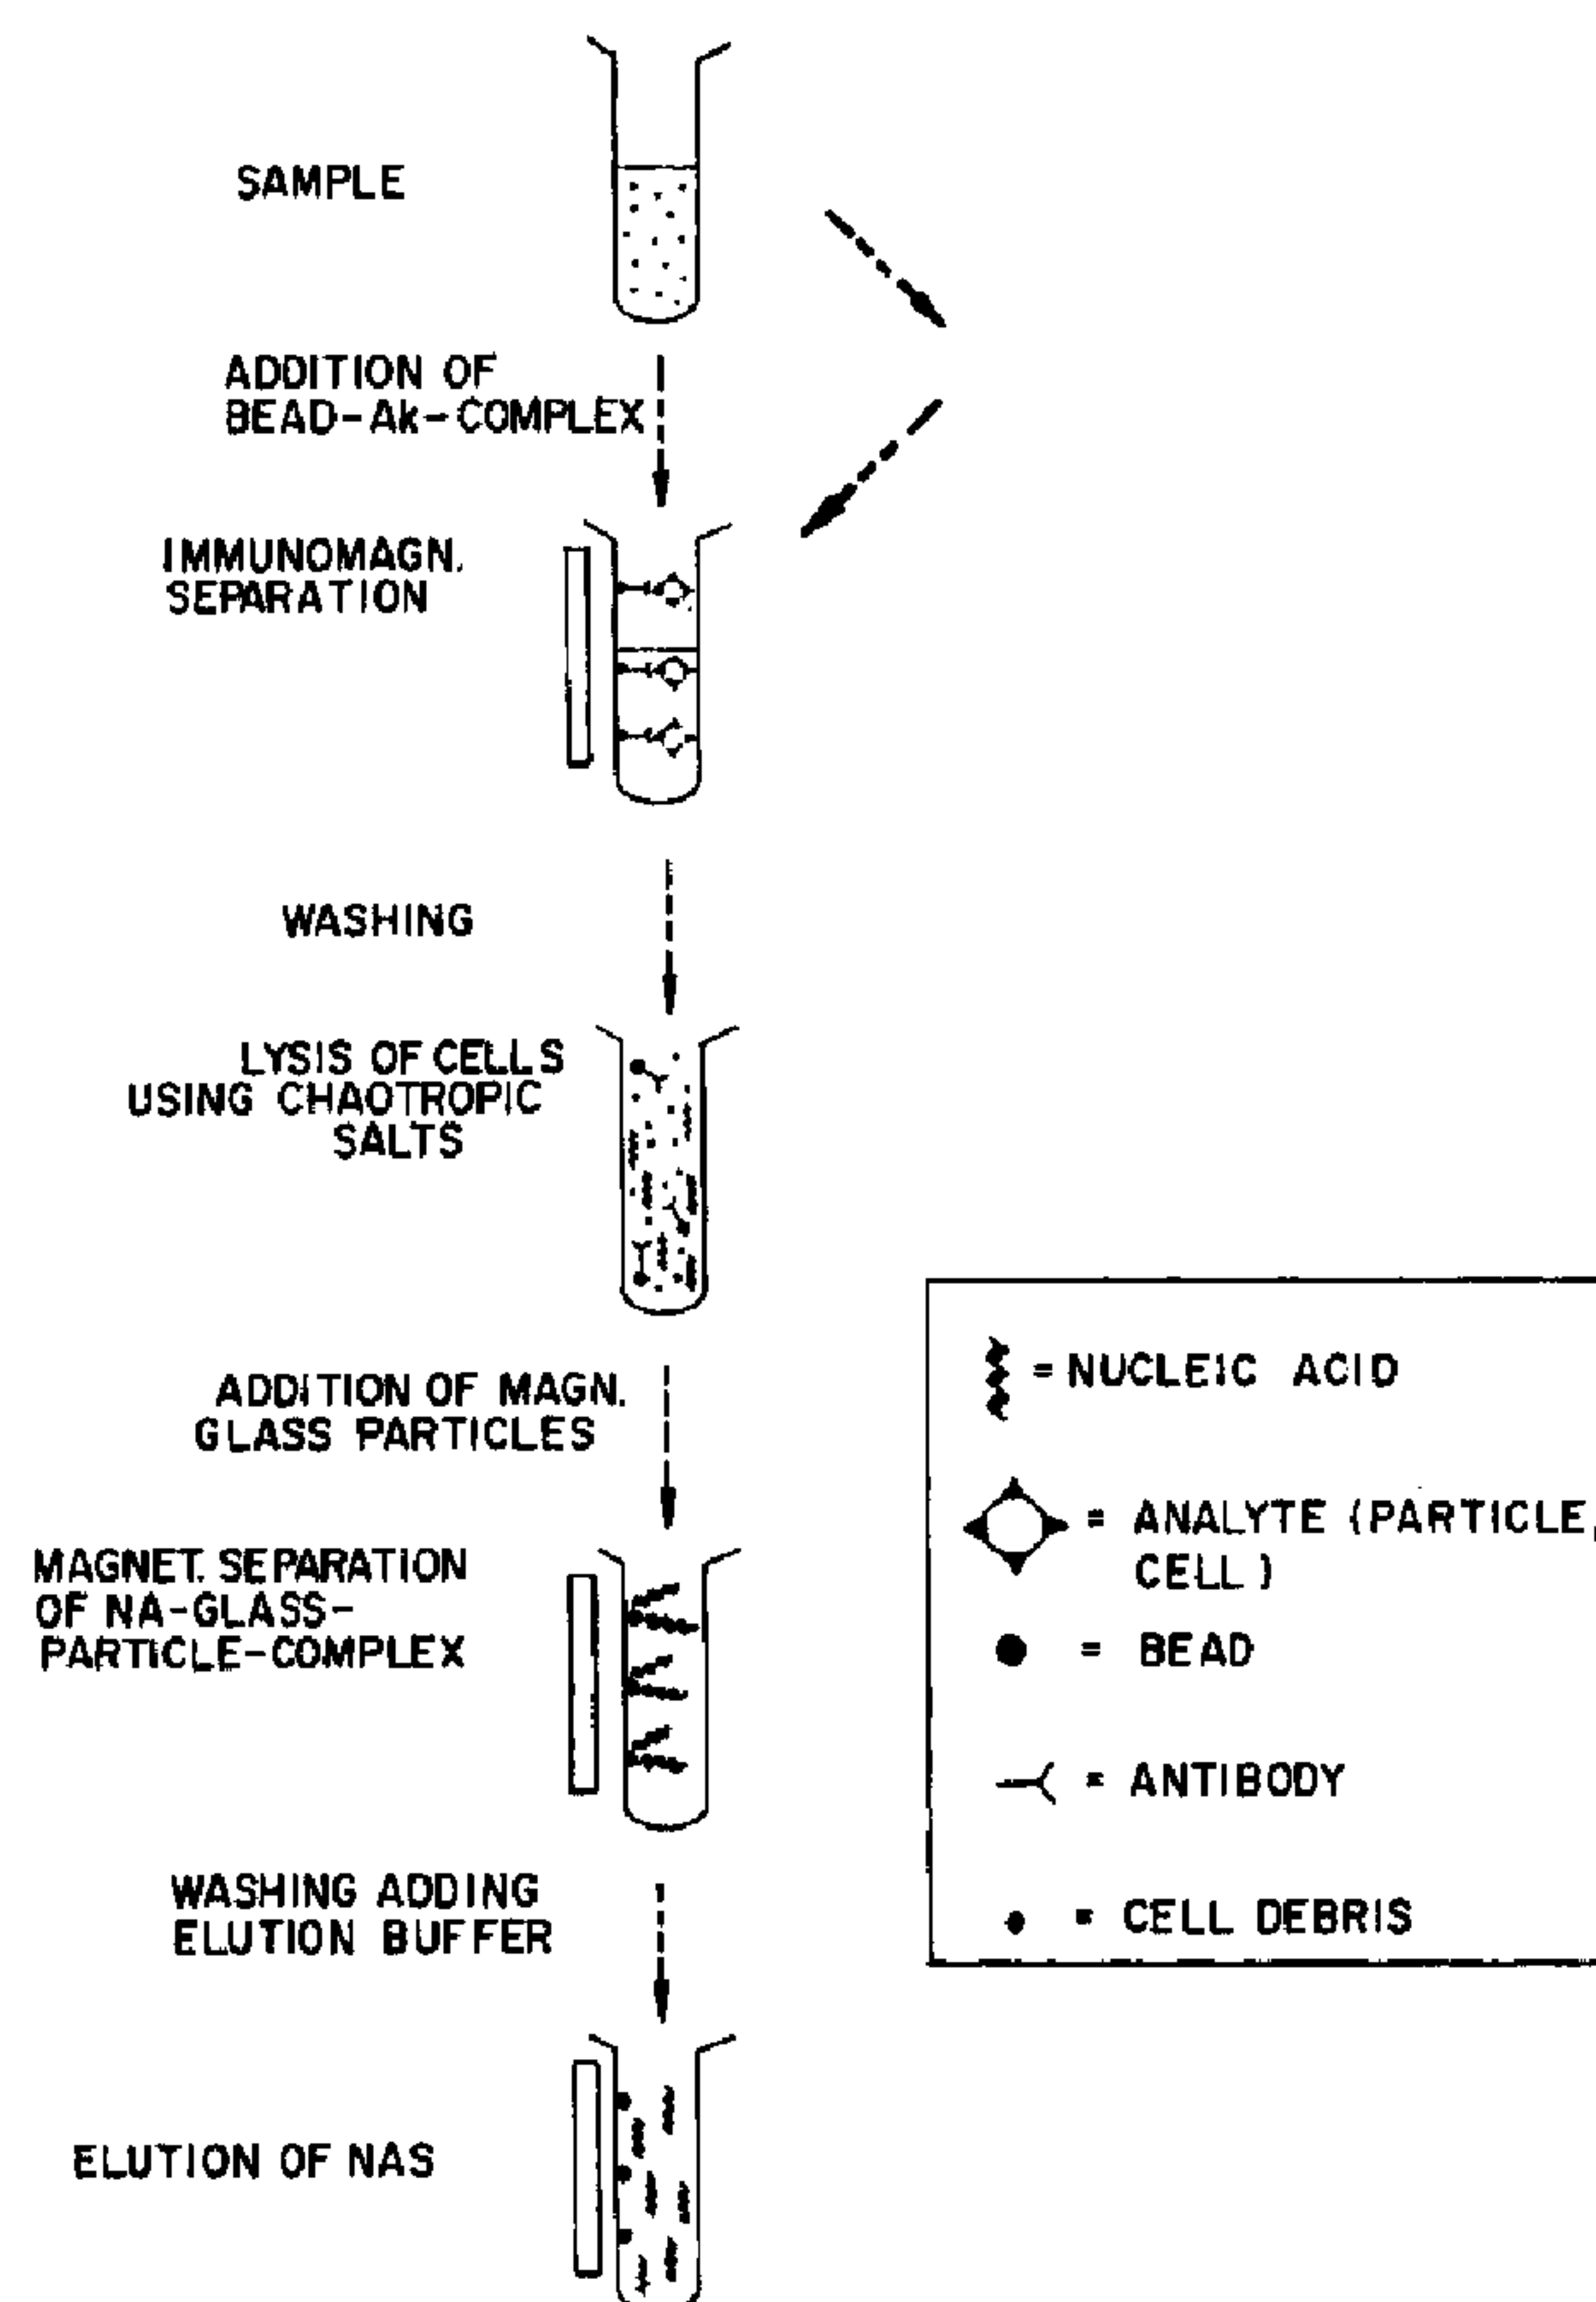 SAMPLE
ADDITION OF
BEAD-Ak-COMPLEX
IMMUNOMAGN.
SEPARATION
WASHING
LYSIS OF CELLS
USING CHAOTROPIC
SALTS
ADDITION OF MAGN.
GLASS PARTICLES
MAGNET. SEPARATION
OF NA-GLASS-
PARTICLE-COMPLEX
WASHING ADDING
ELUTION BUFFER
ELUTION OF NAS
= NUCLEIC ACID
= ANALYTE (PARTICLE,
CELL)
= BEAD
= ANTIBODY
= CELL DEBRIS